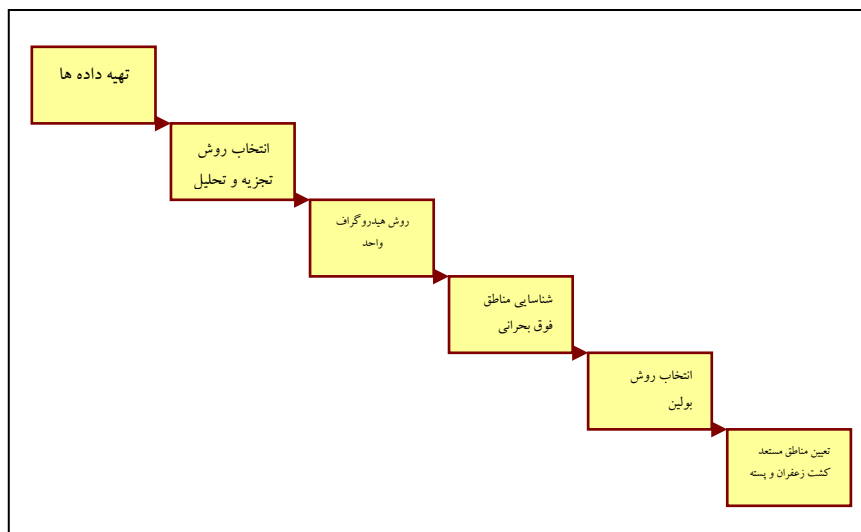 تهیه داده ها
انتخاب روش
تجزیه و تحلیل
روش هیدروگراف
واحد
شناسایی مناطق
فوق بحرانی
انتخاب روش
بولین
تعیین مناطق مستعد
کشت زعفران و پسته